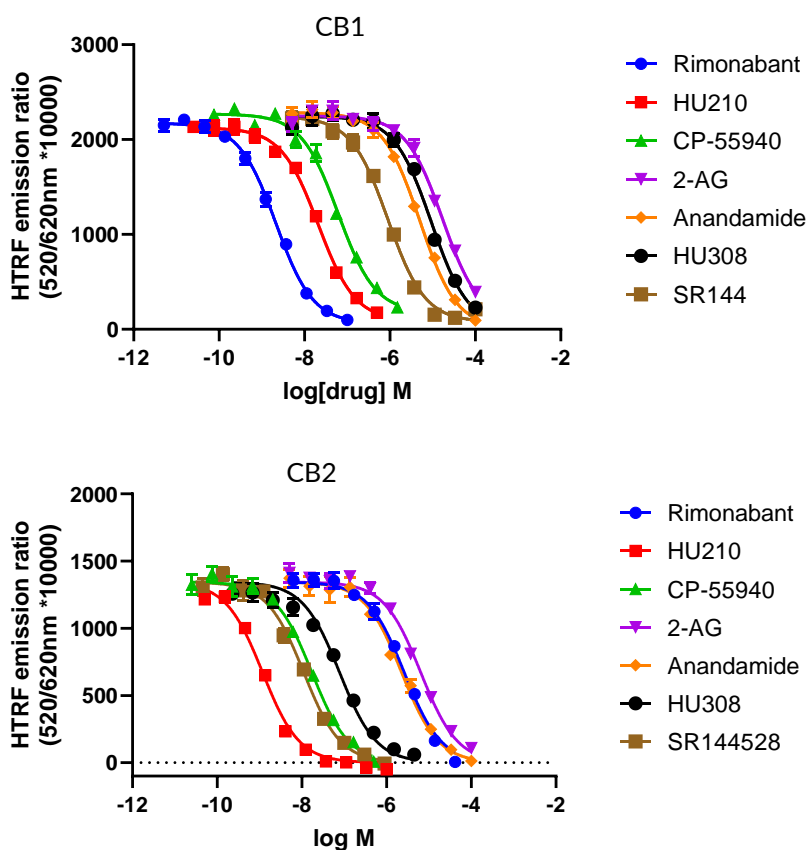 CB1
3000
2000
1000
0
HTRF emission ratio
(520/620nm *10000)
-12
-10
-8
-6
-4
-2
log[drug] M
Rimonabant
HU210
CP-55940
2-AG
Anandamide
HU308
SR144
CB2
2000
1500
1000
500
0
HTRF emission ratio
(520/620nm *10000)
-12
-10
-8
-6
-4
-2
log M
Rimonabant
HU210
CP-55940
2-AG
Anandamide
HU308
SR144528